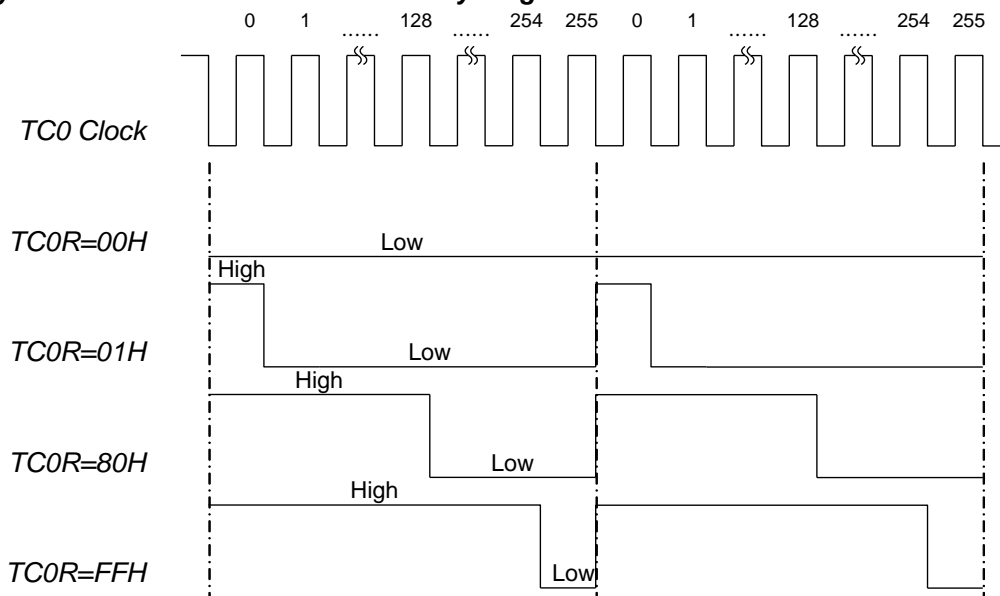 0 1 ...... 128 ...... 254 255 0 1 ...... 128 ...... 254 255
TC0 Clock
TC0R=00H
Low
High
TC0R=01H
Low
High
TC0R=80H
Low
High
TC0R=FFH
Low